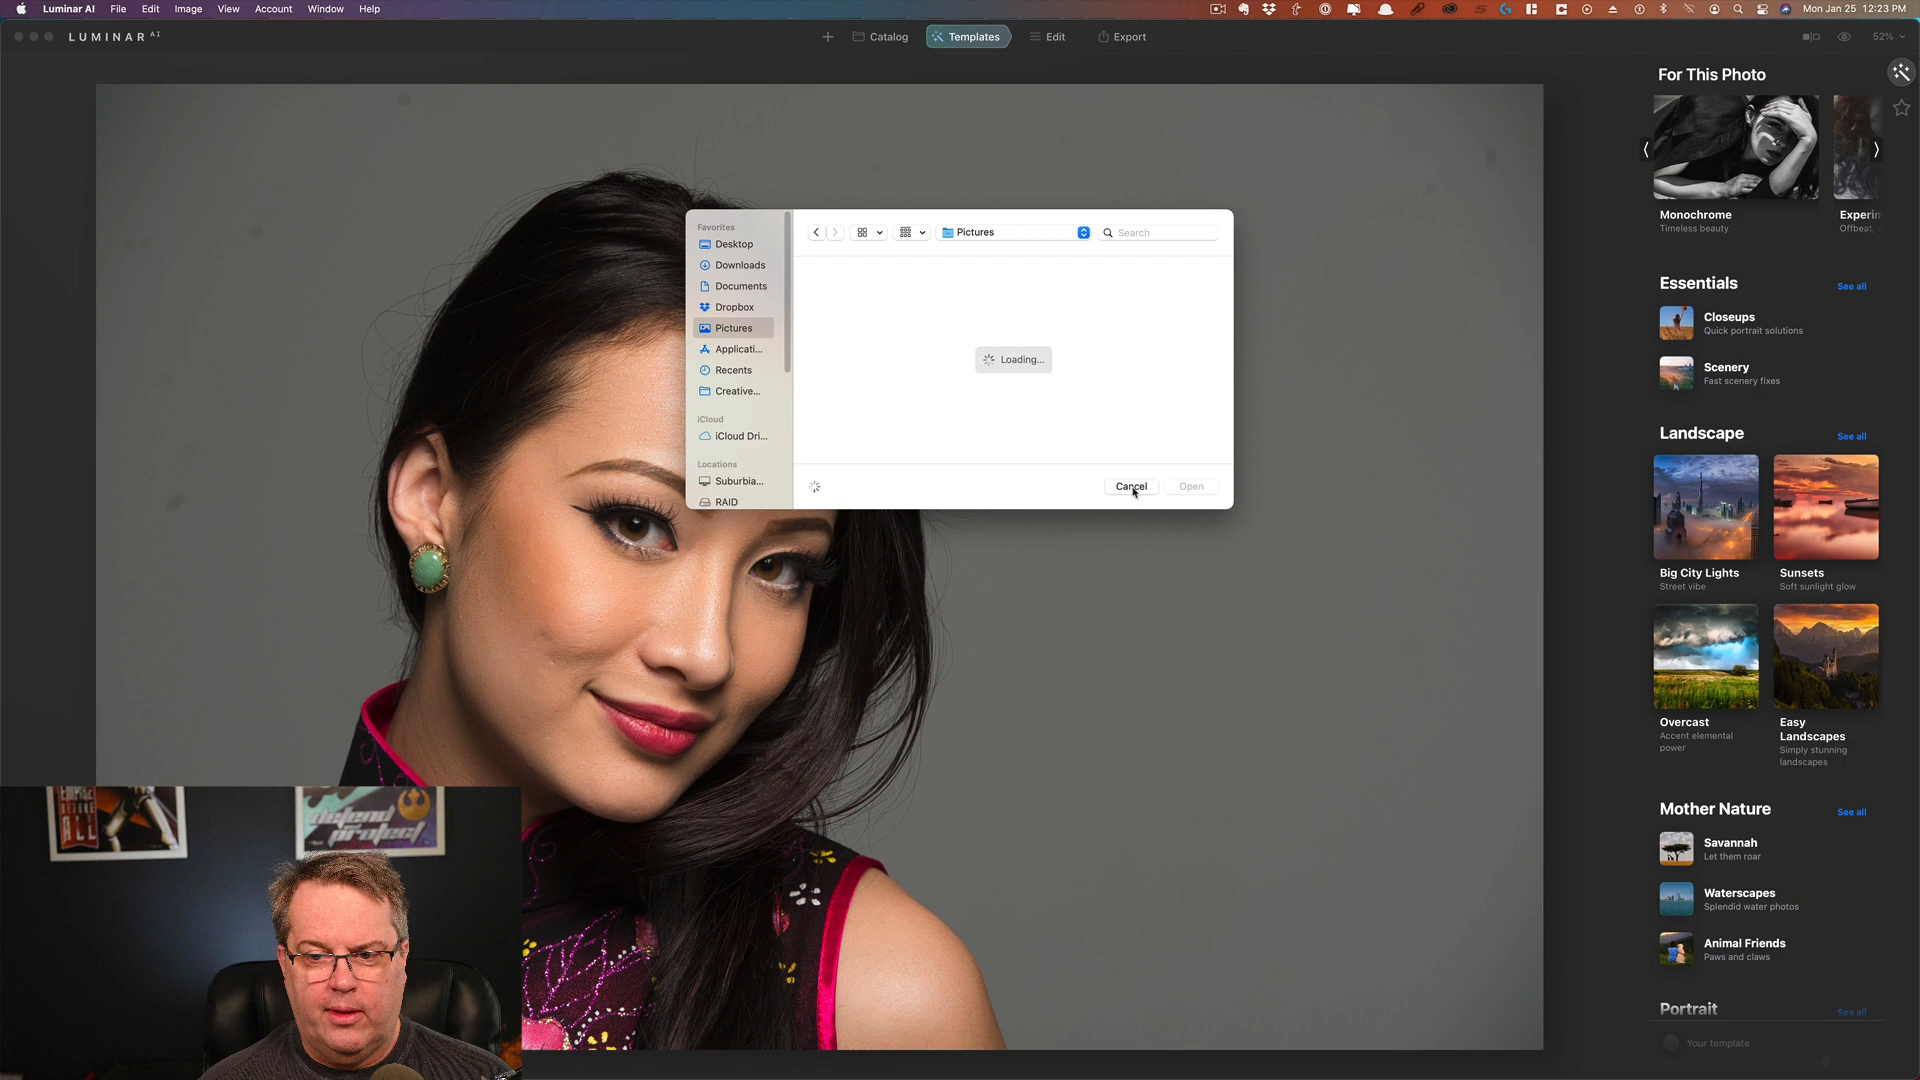 Luminar AI File Edit Image View Account Window Help
Mon Jan 25 12:23 PM
LUMINAR AI
Catalog Templates Edit Export
52%
For This Photo
Monochrome
Timeless beauty
Experim
Offbeat,
Essentials See all
Closeups
Quick portrait solutions
Scenery
Fast scenery fixes
Landscape See all
Big City Lights
Street vibe
Sunsets
Soft sunlight glow
Overcast
Accent elemental
power
Easy
Landscapes
Simply stunning
landscapes
Mother Nature See all
Savannah
Let them roar
Waterscapes
Splendid water photos
Animal Friends
Paws and claws
Portrait See all
Your template
Favorites
Desktop
Downloads
Documents
Dropbox
Pictures
Applicati...
Recents
Creative...
iCloud
iCloud Dri...
Locations
Suburbia...
RAID
Pictures
Search
Loading...
Cancel
Open
defend
and
protect